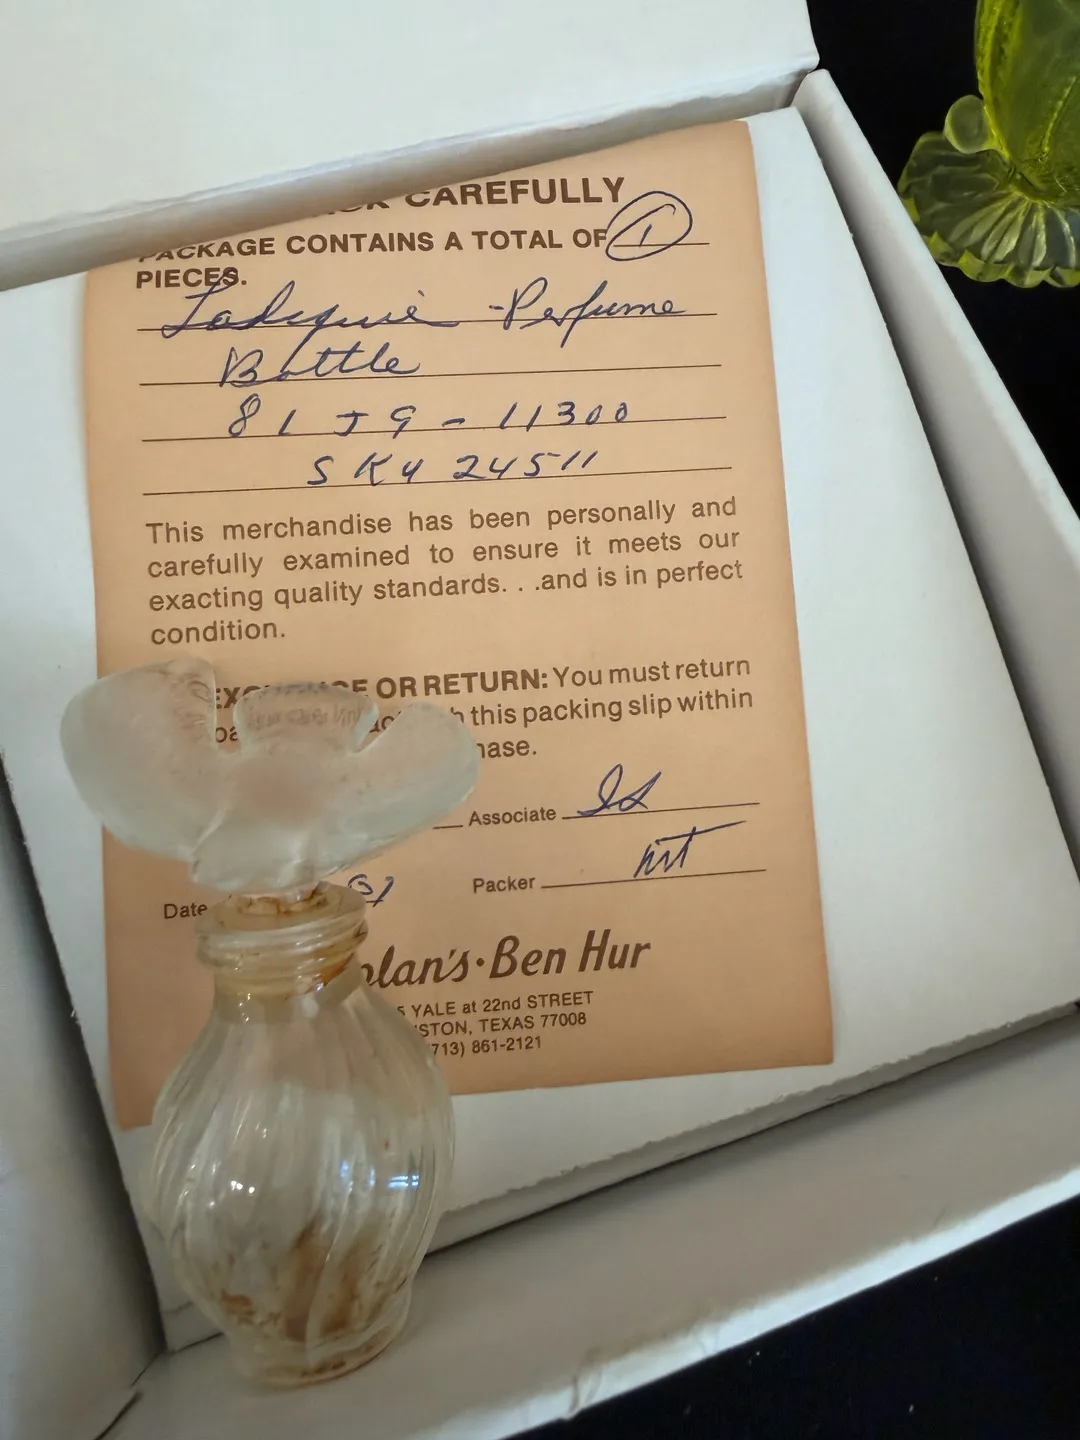 CAREFULLY
PACKAGE CONTAINS A TOTAL OF 1
PIECES.
Perfume
Bottle
81 J9 - 11300
SKU 24511
This merchandise has been personally and
carefully examined to ensure it meets our
exacting quality standards. . .and is in perfect
condition.
OR RETURN: You must return
this packing slip within
Associate
Packer
Date
Ben Hur
YALE at 22nd STREET
TEXAS 77008
713) 861-2121